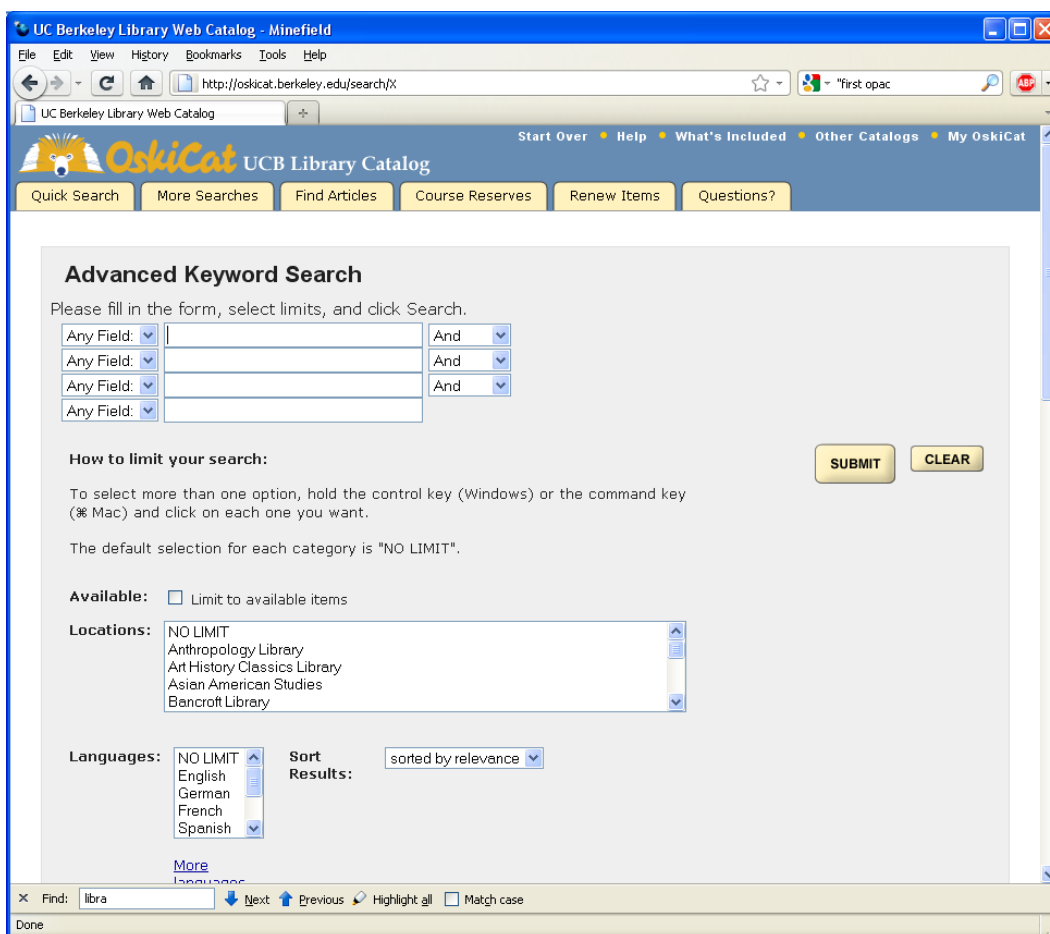 UC Berkeley Library Web Catalog - Minefield
File Edit View History Bookmarks Tools Help
http://oskicat.berkeley.edu/search/X
"first opac
ABP
UC Berkeley Library Web Catalog
Start Over • Help • What's Included • Other Catalogs • My OskiCat
OskiCat UCB Library Catalog
Quick Search More Searches Find Articles Course Reserves Renew Items Questions?
Advanced Keyword Search
Please fill in the form, select limits, and click Search.
Any Field: And
Any Field: And
Any Field: And
Any Field:
How to limit your search:
SUBMIT CLEAR
To select more than one option, hold the control key (Windows) or the command key
(⌘ Mac) and click on each one you want.
The default selection for each category is "NO LIMIT".
Available: Limit to available items
Locations: NO LIMIT
Anthropology Library
Art History Classics Library
Asian American Studies
Bancroft Library
Languages: NO LIMIT
English
German
French
Spanish
Sort
Results:
sorted by relevance
More
languages
× Find: libra Next Previous Highlight all Match case
Done